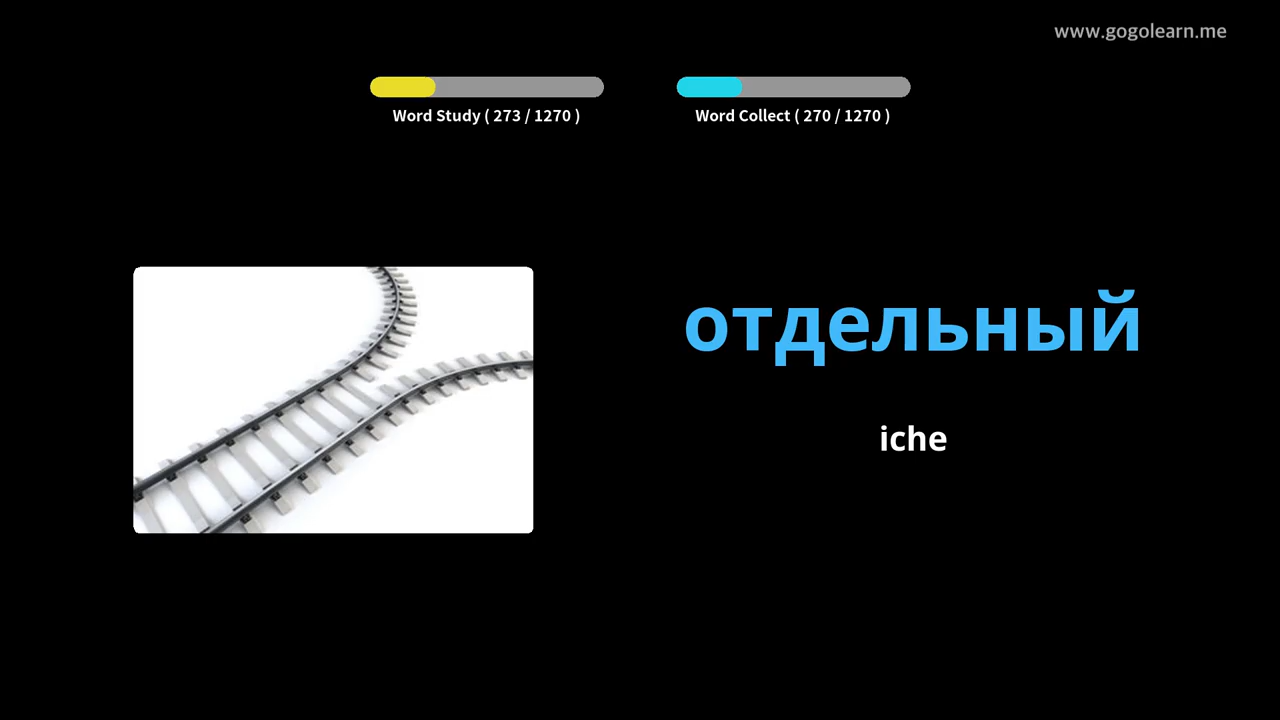 www.gogolearn.me
Word Study ( 273 / 1270 )
Word Collect ( 270 / 1270 )
отдельный
iche